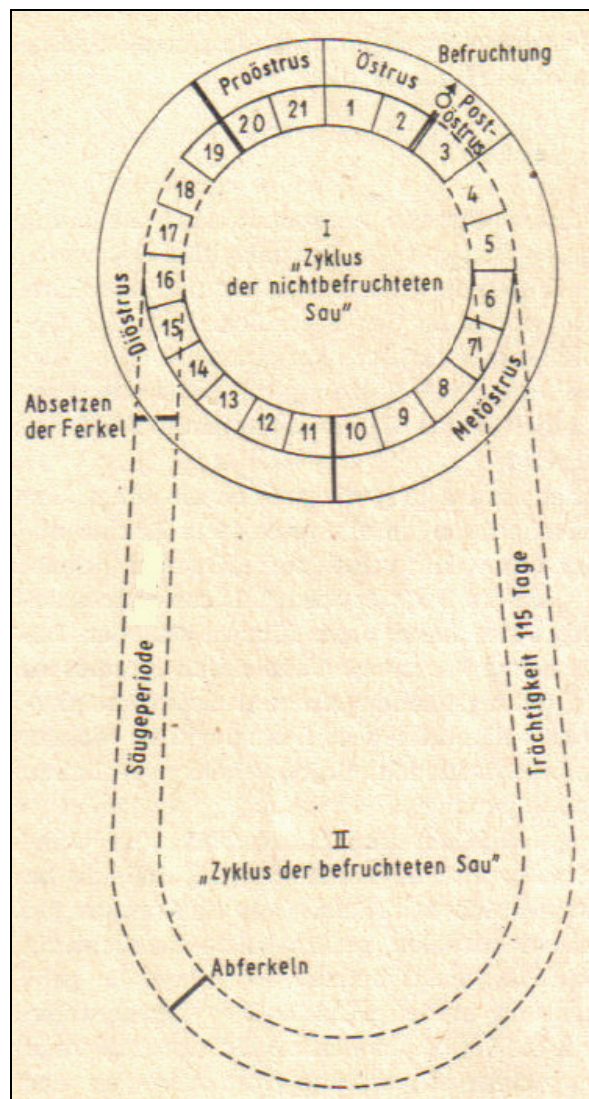 Proöstrus
Östrus
Befruchtung
Post-
östrus
19
20
21
1
2
3
18
4
17
5
16
6
15
7
14
8
13
9
12
11
10
I
„Zyklus
der nichtbefruchteten
Sau"
Diöstrus
Metöstrus
Absetzen
der Ferkel
Säugeperiode
Trächtigkeit 115 Tage
II
„Zyklus der befruchteten Sau"
Abferkeln